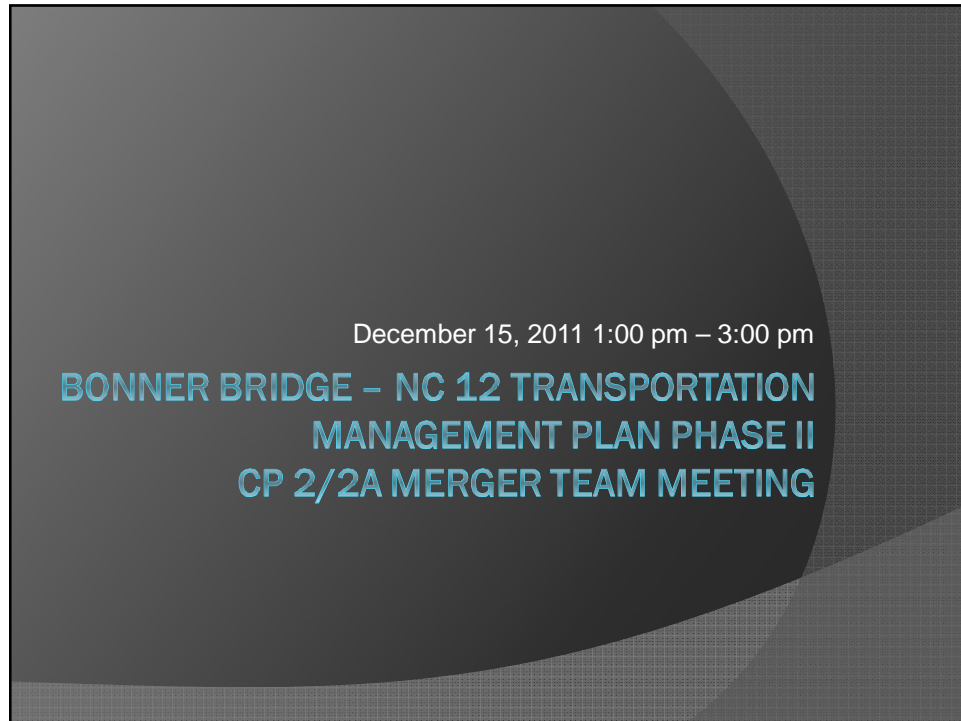 December 15, 2011 1:00 pm – 3:00 pm
BONNER BRIDGE – NC 12 TRANSPORTATION
MANAGEMENT PLAN PHASE II
CP 2/2A MERGER TEAM MEETING